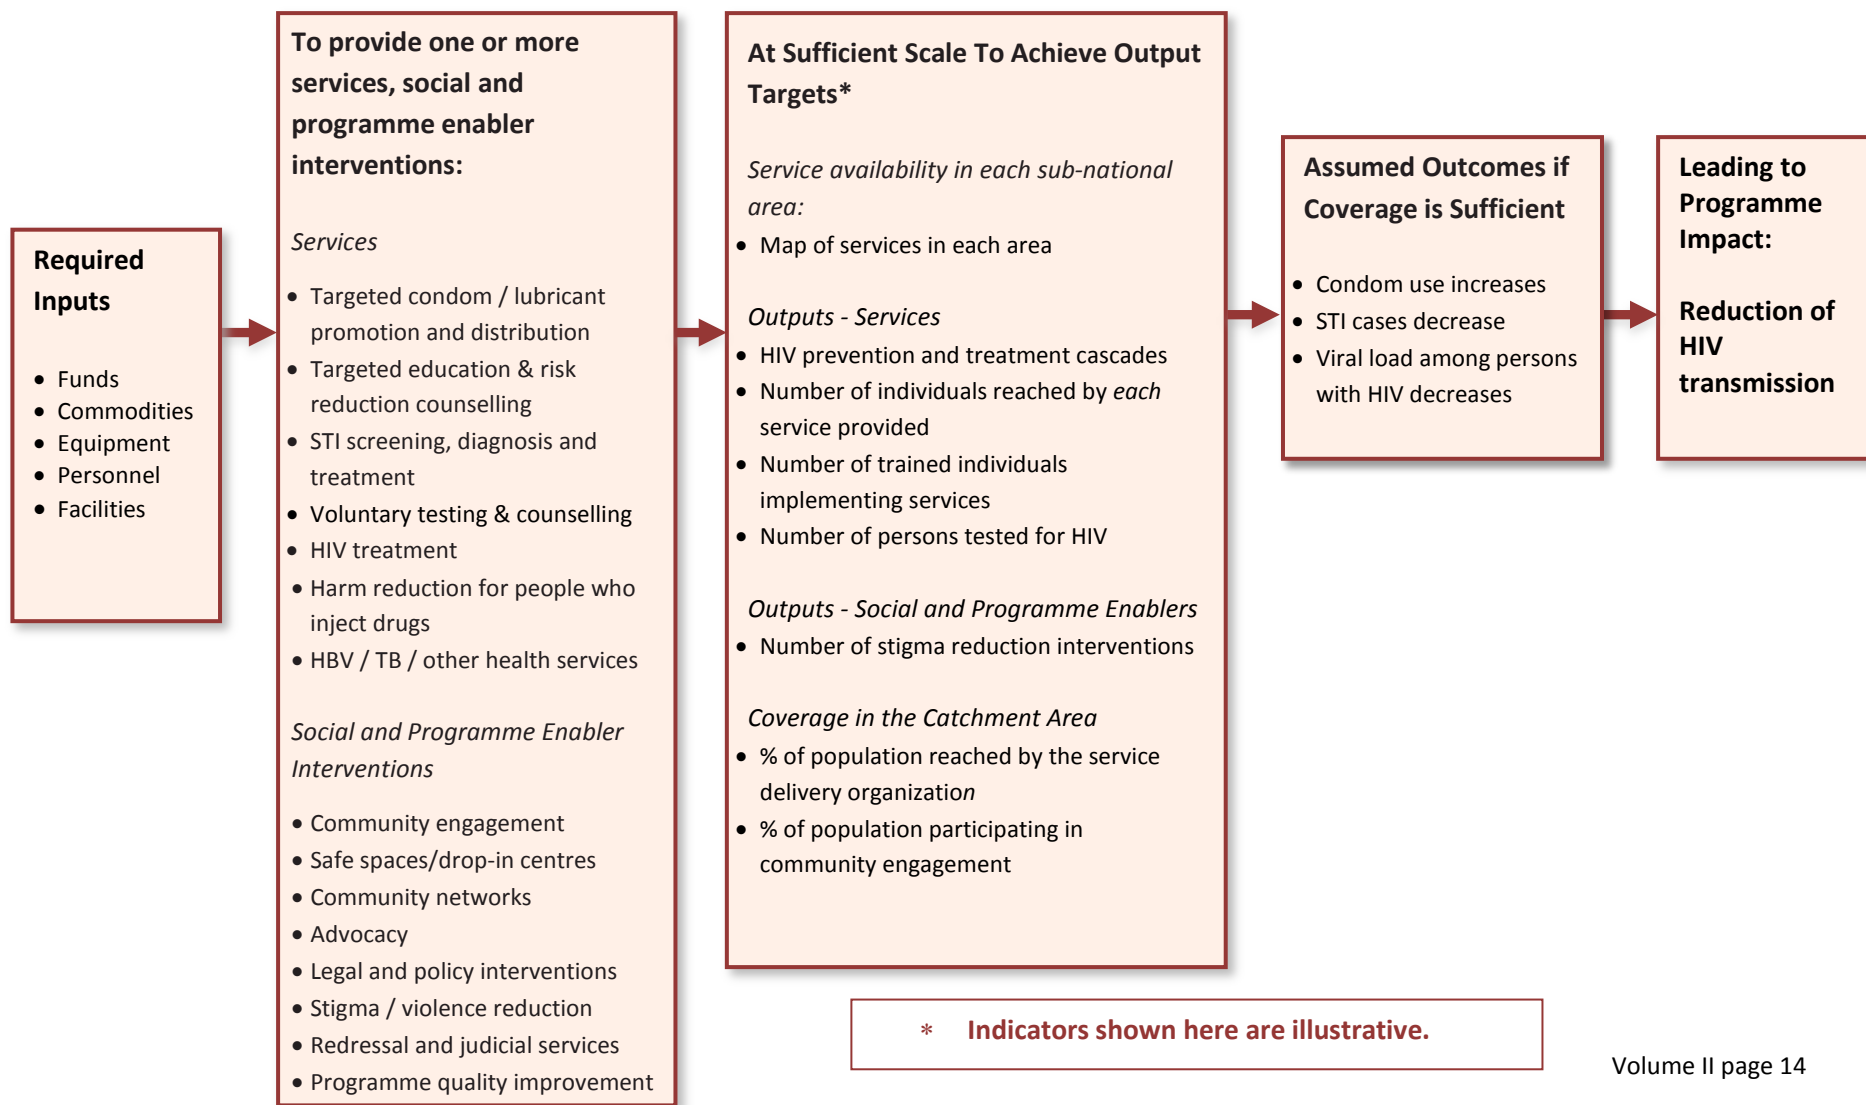 Required
Inputs
• Funds
• Commodities
• Equipment
• Personnel
• Facilities
To provide one or more
services, social and
programme enabler
interventions:
Services
• Targeted condom / lubricant
promotion and distribution
• Targeted education & risk
reduction counselling
• STI screening, diagnosis and
treatment
• Voluntary testing & counselling
• HIV treatment
• Harm reduction for people who
inject drugs
• HBV / TB / other health services
Social and Programme Enabler
Interventions
• Community engagement
• Safe spaces/drop-in centres
• Community networks
• Advocacy
• Legal and policy interventions
• Stigma / violence reduction
• Redressal and judicial services
• Programme quality improvement
At Sufficient Scale To Achieve Output
Targets*
Service availability in each sub-national
area:
• Map of services in each area
Outputs - Services
• HIV prevention and treatment cascades
• Number of individuals reached by each
service provided
• Number of trained individuals
implementing services
• Number of persons tested for HIV
Outputs - Social and Programme Enablers
• Number of stigma reduction interventions
Coverage in the Catchment Area
• % of population reached by the service
delivery organization
• % of population participating in
community engagement
Assumed Outcomes if
Coverage is Sufficient
• Condom use increases
• STI cases decrease
• Viral load among persons
with HIV decreases
Leading to
Programme
Impact:
Reduction of
HIV
transmission
* Indicators shown here are illustrative.
Volume II page 14